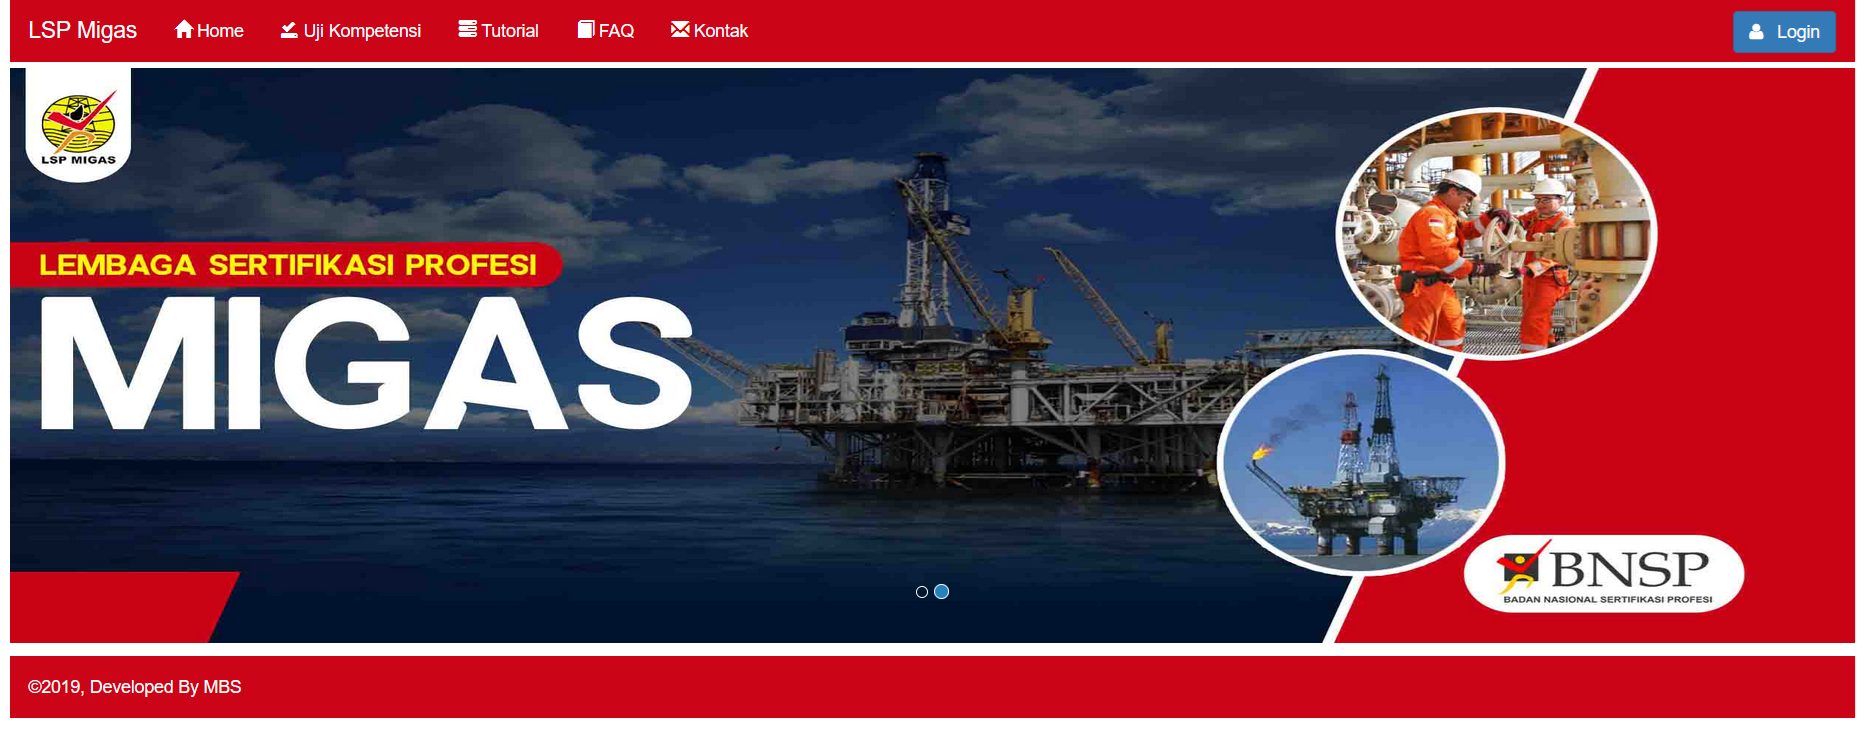 LSP Migas
Home
Uji Kompetensi
Tutorial
FAQ
Kontak
Login
LSP MIGAS
LEMBAGA SERTIFIKASI PROFESI
MIGAS
BNSP
BADAN NASIONAL SERTIFIKASI PROFESI
©2019, Developed By MBS